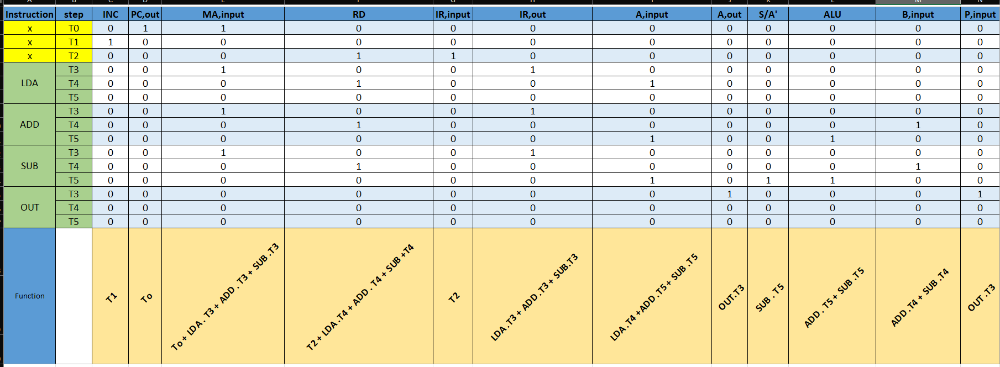 A B C D E F G H I J K L M N
Instruction step INC PC,out MA,input RD IR,input IR,out A,input A,out S/A' ALU B,input P,input
x T0 0 1 1 0 0 0 0 0 0 0 0 0
x T1 1 0 0 0 0 0 0 0 0 0 0 0
x T2 0 0 0 1 1 0 0 0 0 0 0 0
LDA T3 0 0 1 0 0 1 0 0 0 0 0 0
T4 0 0 0 1 0 0 1 0 0 0 0 0
T5 0 0 0 0 0 0 0 0 0 0 0 0
ADD T3 0 0 1 0 0 1 0 0 0 0 0 0
T4 0 0 0 1 0 0 0 0 0 0 1 0
T5 0 0 0 0 0 0 1 0 0 1 0 0
SUB T3 0 0 1 0 0 1 0 0 0 0 0 0
T4 0 0 0 1 0 0 0 0 0 0 1 0
T5 0 0 0 0 0 0 1 0 1 1 0 0
OUT T3 0 0 0 0 0 0 0 1 0 0 0 1
T4 0 0 0 0 0 0 0 0 0 0 0 0
T5 0 0 0 0 0 0 0 0 0 0 0 0
Function
T1
To
To + LDA . T3 + ADD . T3 + SUB .T3
T2 + LDA .T4 + ADD . T4 + SUB +T4
T2
LDA .T3 + ADD .T3 + SUB.T3
LDA .T4 +ADD .T5 + SUB .T5
OUT.T3
SUB . T5
ADD . T5 + SUB .T5
ADD .T4 + SUB .T4
OUT .T3